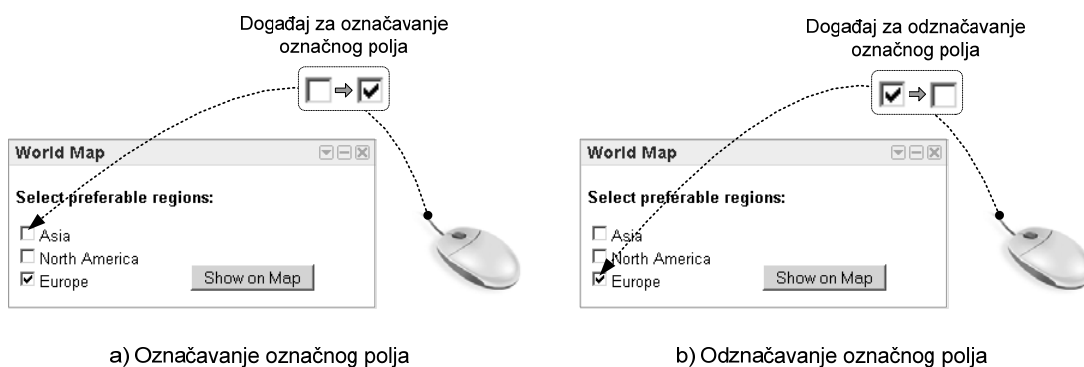 Događaj za označavanje
označnog polja
World Map
Select preferable regions:
Asia
North America
Europe
Show on Map
a) Označavanje označnog polja
Događaj za odznačavanje
označnog polja
World Map
Select preferable regions:
Asia
North America
Europe
Show on Map
b) Odznačavanje označnog polja